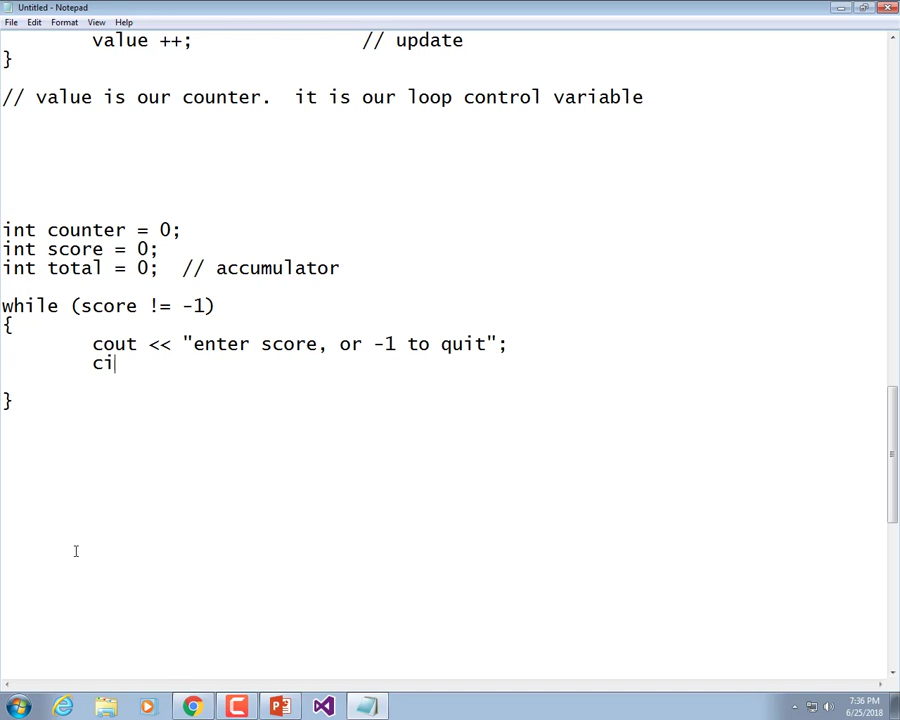 Untitled - Notepad
File Edit Format View Help
value ++; // update
}
// value is our counter. it is our loop control variable
int counter = 0;
int score = 0;
int total = 0; // accumulator
while (score != -1)
{
cout << "enter score, or -1 to quit";
ci
}
7:36 PM
6/25/2018